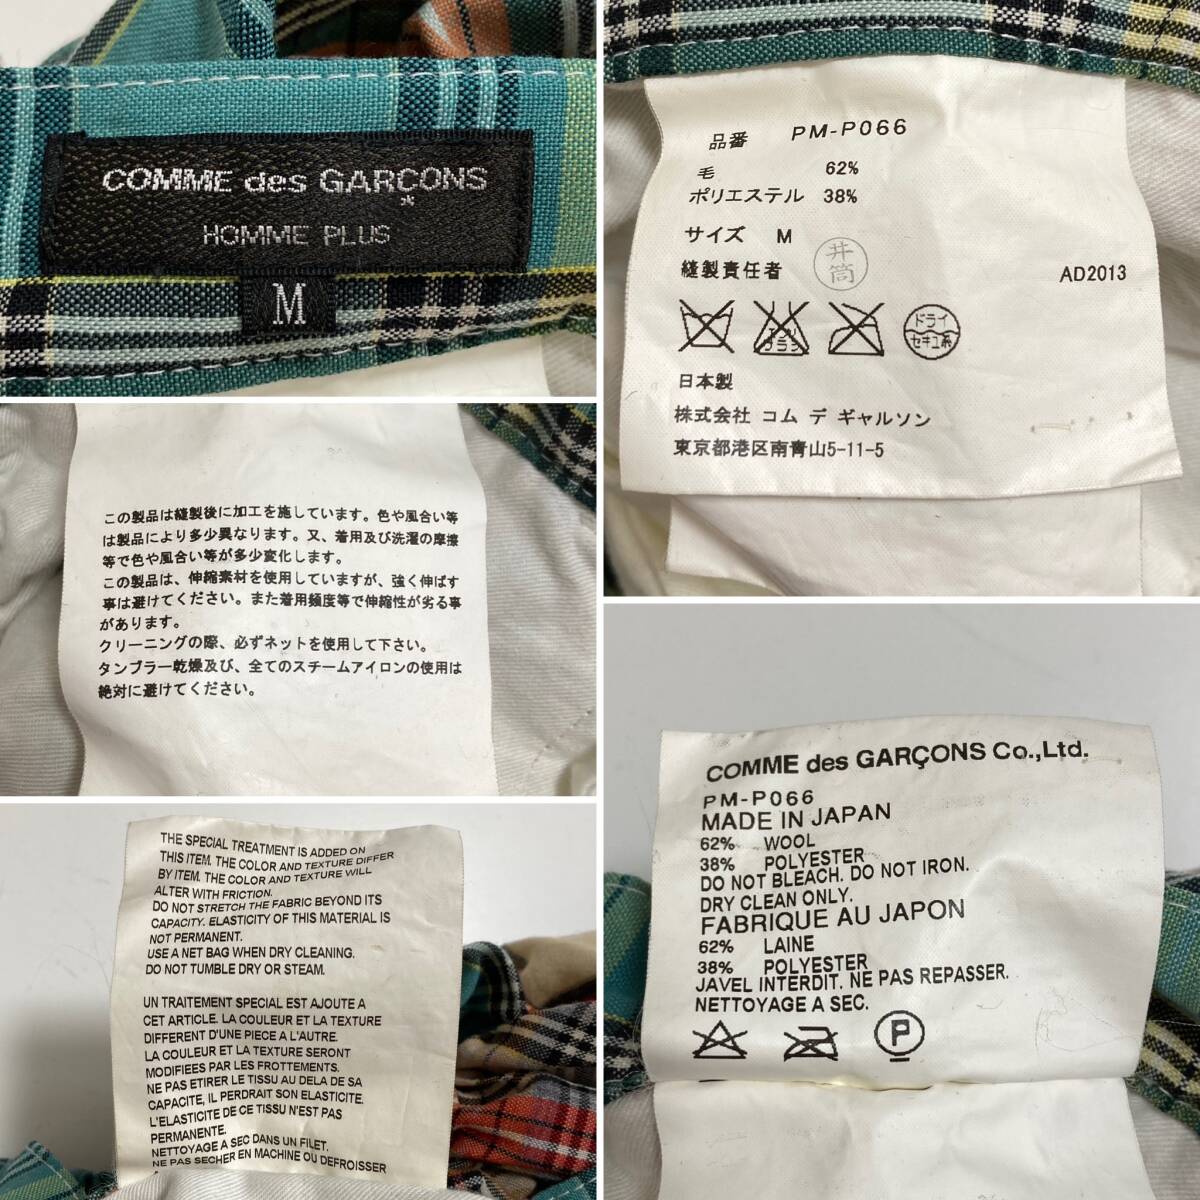 COMME des GARÇONS
HOMME PLUS
M
品番 PM-P066
毛 62%
ポリエステル 38%
サイズ M
縫製責任者 井筒 AD2013
ドライ
セキユ系
日本製
株式会社 コム デ ギャルソン
東京都港区南青山5-11-5
この製品は縫製後に加工を施しています。色や風合い等
は製品により多少異なります。又、着用及び洗濯の摩擦
等で色や風合い等が多少変化します。
この製品は、伸縮素材を使用していますが、強く伸ばす
事は避けてください。また着用頻度等で伸縮性が劣る事
があります。
クリーニングの際、必ずネットを使用して下さい。
タンブラー乾燥及び、全てのスチームアイロンの使用は
絶対に避けてください。
COMME des GARÇONS Co.,Ltd.
PM-P066
MADE IN JAPAN
62% WOOL
38% POLYESTER
DO NOT BLEACH. DO NOT IRON.
DRY CLEAN ONLY.
FABRIQUE AU JAPON
62% LAINE
38% POLYESTER
JAVEL INTERDIT. NE PAS REPASSER.
NETTOYAGE A SEC.
P
THE SPECIAL TREATMENT IS ADDED ON
THIS ITEM. THE COLOR AND TEXTURE DIFFER
BY ITEM. THE COLOR AND TEXTURE WILL
ALTER WITH FRICTION.
DO NOT STRETCH THE FABRIC BEYOND ITS
CAPACITY. ELASTICITY OF THIS MATERIAL IS
NOT PERMANENT.
USE A NET BAG WHEN DRY CLEANING.
DO NOT TUMBLE DRY OR STEAM.
UN TRAITEMENT SPECIAL EST AJOUTE A
CET ARTICLE. LA COULEUR ET LA TEXTURE
DIFFERENT D'UNE PIECE A L'AUTRE.
LA COULEUR ET LA TEXTURE SERONT
MODIFIEES PAR LES FROTTEMENTS.
NE PAS ETIRER LE TISSU AU DELA DE SA
CAPACITE, IL PERDRAIT SON ELASTICITE.
L'ELASTICITE DE CE TISSU N'EST PAS
PERMANENTE.
NETTOYAGE A SEC DANS UN FILET.
NE PAS SECHER EN MACHINE OU DEFROISSER